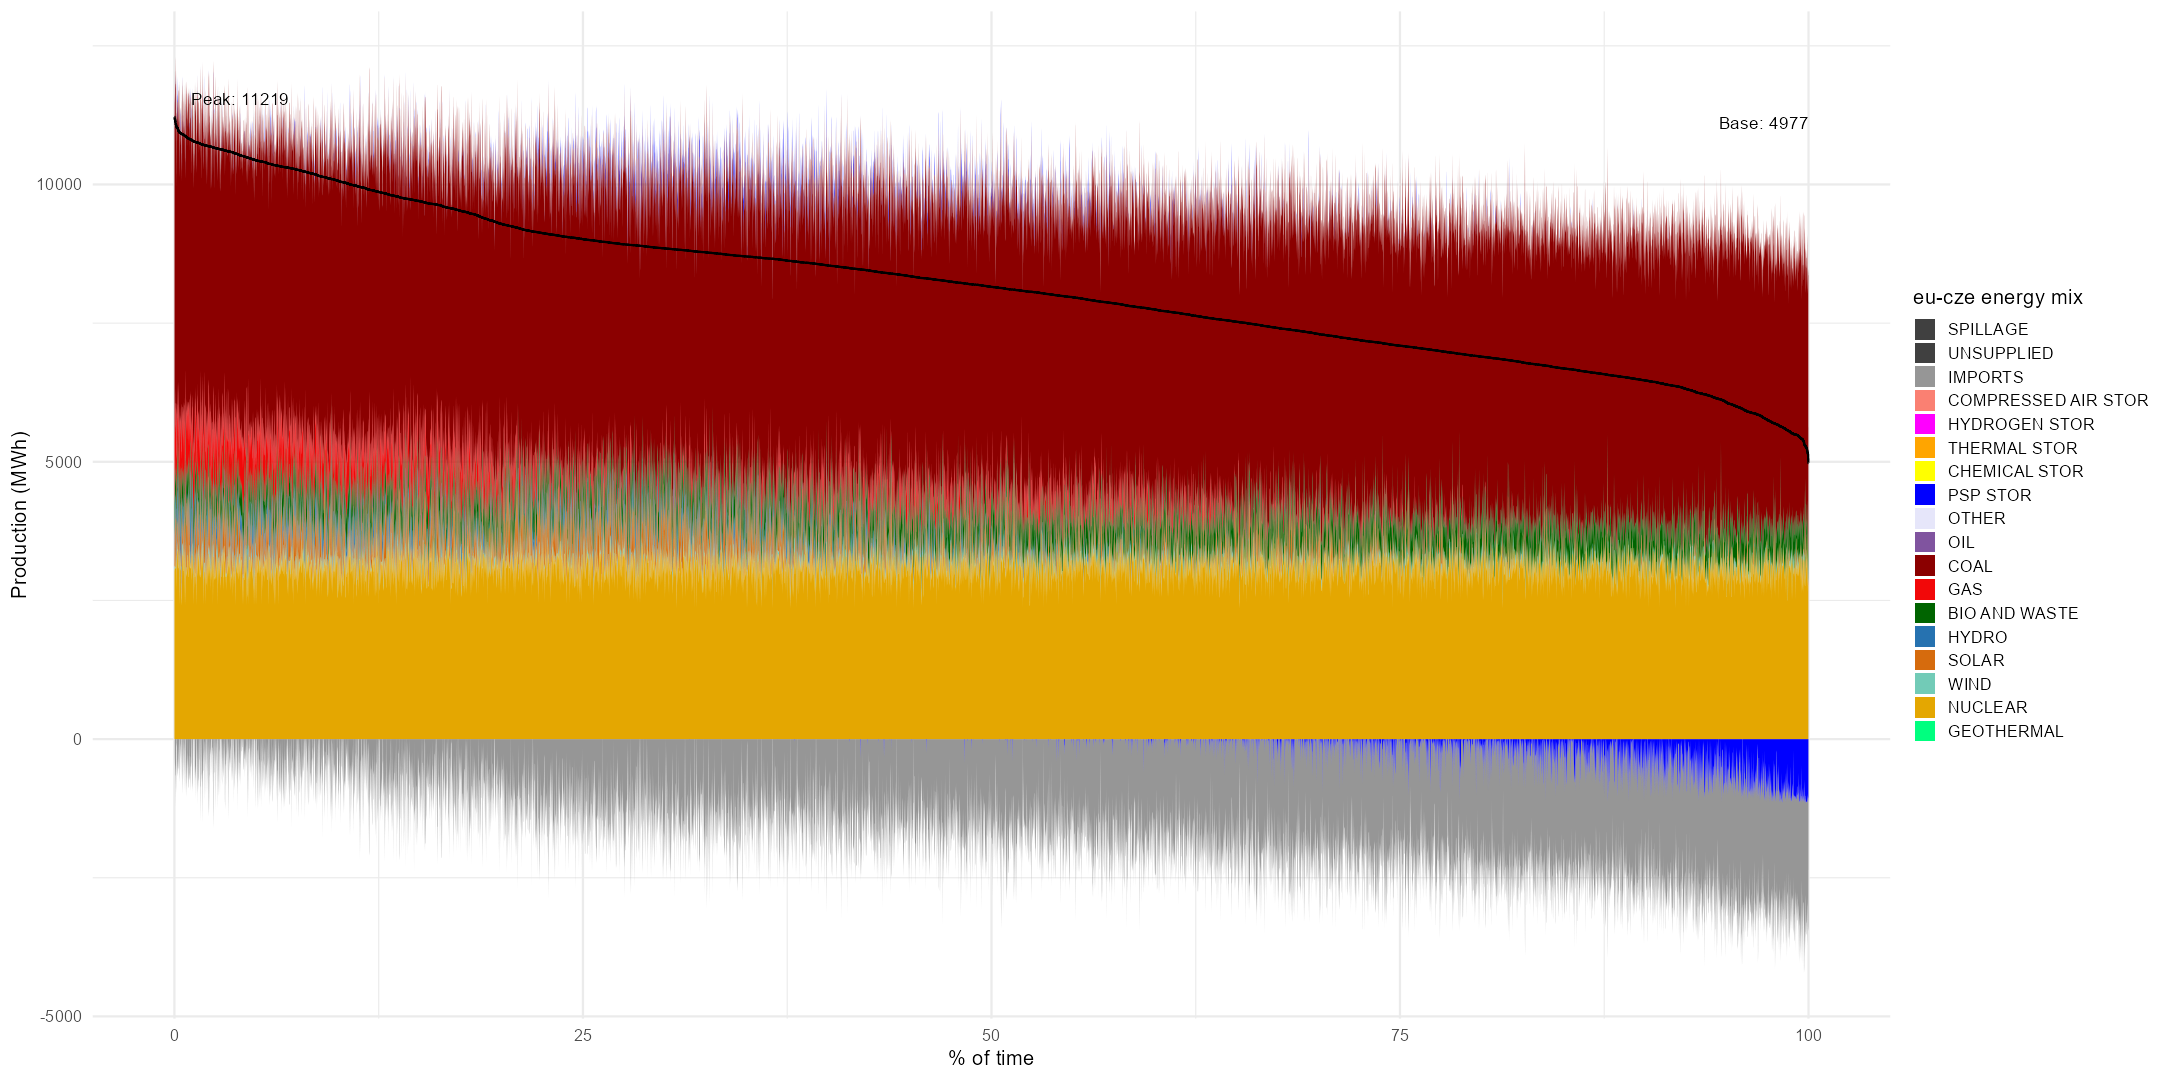 Peak: 11219
Base: 4977
10000
5000
0
-5000
Production (MWh)
0
25
50
75
100
% of time
eu-cze energy mix
SPILLAGE
UNSUPPLIED
IMPORTS
COMPRESSED AIR STOR
HYDROGEN STOR
THERMAL STOR
CHEMICAL STOR
PSP STOR
OTHER
OIL
COAL
GAS
BIO AND WASTE
HYDRO
SOLAR
WIND
NUCLEAR
GEOTHERMAL